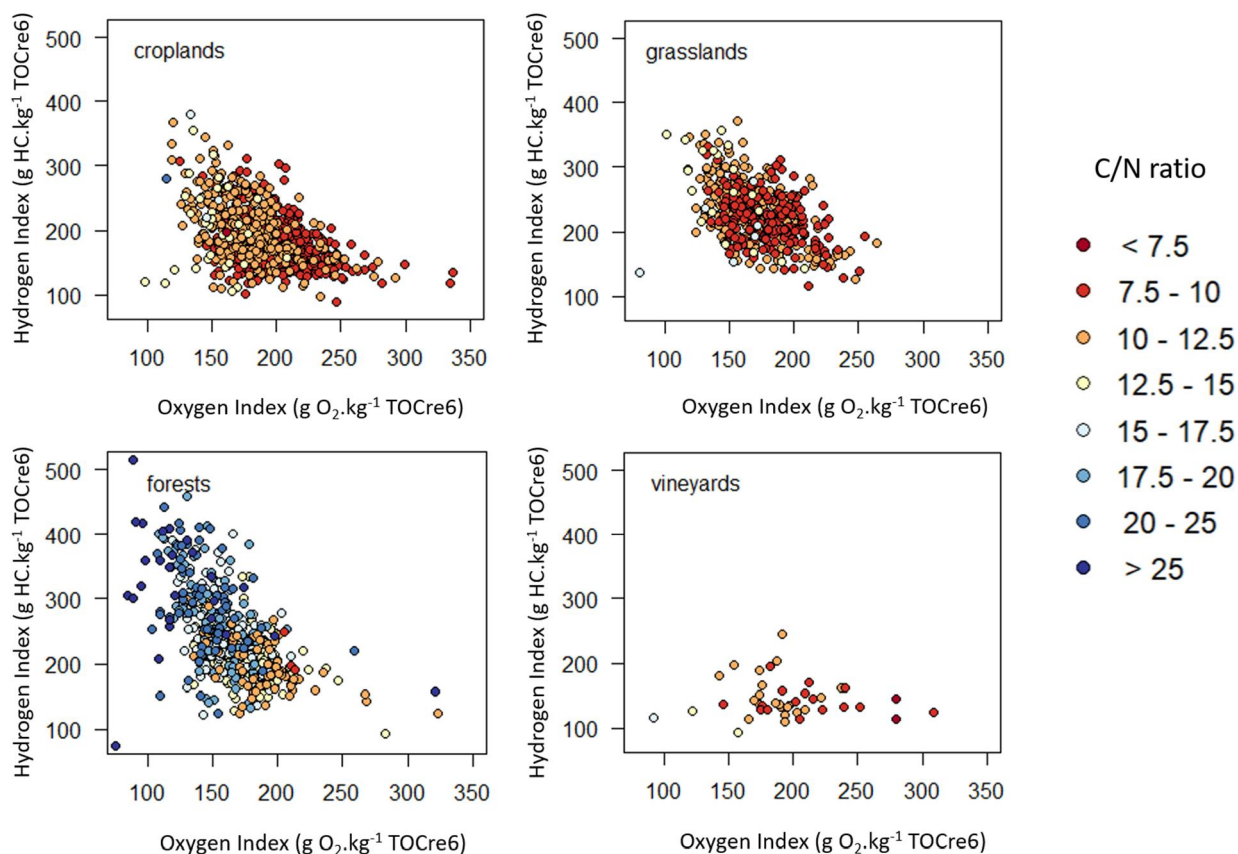 croplands
Hydrogen Index (g HC.kg⁻¹ TOCre6)
500
400
300
200
100
100 150 200 250 300 350
Oxygen Index (g O₂.kg⁻¹ TOCre6)
grasslands
Hydrogen Index (g HC.kg⁻¹ TOCre6)
500
400
300
200
100
100 150 200 250 300 350
Oxygen Index (g O₂.kg⁻¹ TOCre6)
forests
Hydrogen Index (g HC.kg⁻¹ TOCre6)
500
400
300
200
100
100 150 200 250 300 350
Oxygen Index (g O₂.kg⁻¹ TOCre6)
vineyards
Hydrogen Index (g HC.kg⁻¹ TOCre6)
500
400
300
200
100
100 150 200 250 300 350
Oxygen Index (g O₂.kg⁻¹ TOCre6)
C/N ratio
< 7.5
7.5 - 10
10 - 12.5
12.5 - 15
15 - 17.5
17.5 - 20
20 - 25
> 25